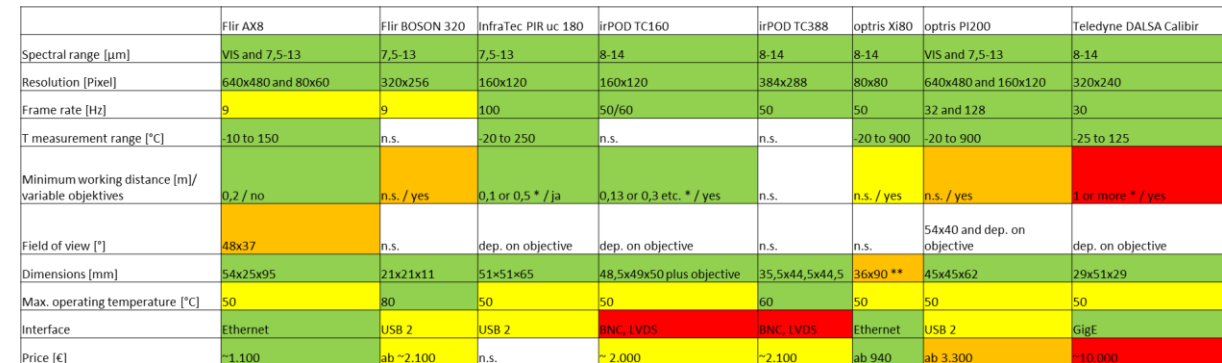 Flir AX8 Flir BOSON 320 InfraTec PIR uc 180 irPOD TC160 irPOD TC388 optris Xi80 optris PI200 Teledyne DALSA Calibir
Spectral range [µm] VIS and 7,5-13 7,5-13 7,5-13 8-14 8-14 8-14 VIS and 7,5-13 8-14
Resolution [Pixel] 640x480 and 80x60 320x256 160x120 160x120 384x288 80x80 640x480 and 160x120 320x240
Frame rate [Hz] 9 9 100 50/60 50 50 32 and 128 30
T measurement range [°C] -10 to 150 n.s. -20 to 250 n.s. n.s. -20 to 900 -20 to 900 -25 to 125
Minimum working distance [m]/
variable objektives 0,2 / no n.s. / yes 0,1 or 0,5 * / ja 0,13 or 0,3 etc. * / yes n.s. n.s. / yes n.s. / yes 1 or more * / yes
54x40 and dep. on
Field of view [°] 48x37 n.s. dep. on objective dep. on objective n.s. n.s. objective dep. on objective
Dimensions [mm] 54x25x95 21x21x11 51×51×65 48,5x49x50 plus objective 35,5x44,5x44,5 36x90 ** 45x45x62 29x51x29
Max. operating temperature [°C] 50 80 50 50 60 50 50 50
Interface Ethernet USB 2 USB 2 BNC, LVDS BNC, LVDS Ethernet USB 2 GigE
Price [€] ~1.100 ab ~2.100 n.s. ~ 2.000 ~2.100 ab 940 ab 3.300 ~10.000